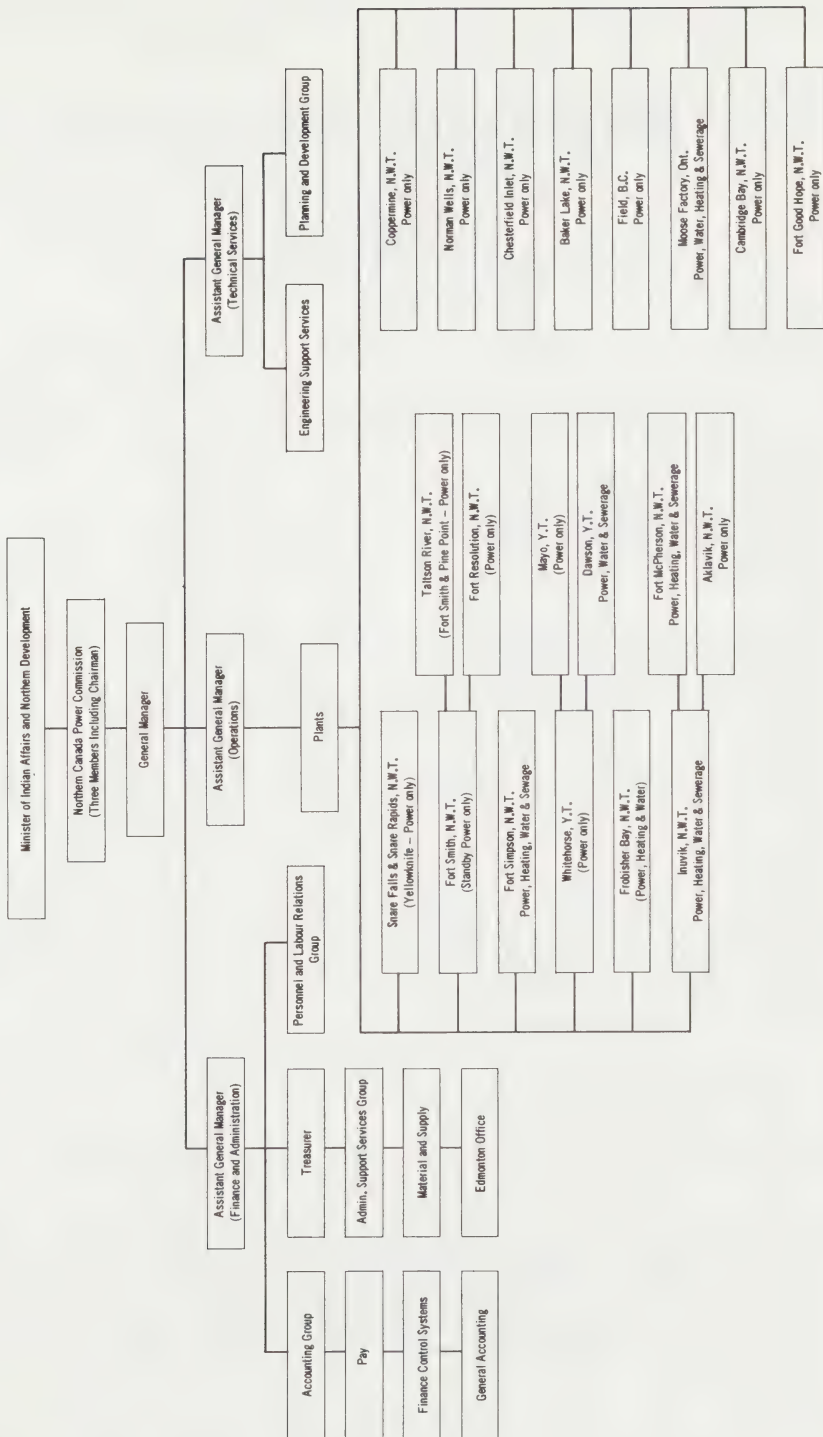 Minister of Indian Affairs and Northern Development
Northern Canada Power Commission
(Three Members Including Chairman)
General Manager
Assistant General Manager
(Finance and Administration)
Assistant General Manager
(Operations)
Assistant General Manager
(Technical Services)
Accounting Group
Treasurer
Personnel and Labour Relations
Group
Plants
Engineering Support Services
Planning and Development Group
Pay
Admin. Support Services Group
Finance Control Systems
Material and Supply
General Accounting
Edmonton Office
Snare Falls & Snare Rapids, N.W.T.
(Yellowknife – Power only)
Fort Smith, N.W.T.
(Standby Power only)
Taltson River, N.W.T.
(Fort Smith & Pine Point – Power only)
Fort Resolution, N.W.T.
(Power only)
Fort Simpson, N.W.T.
Power, Heating, Water & Sewage
Whitehorse, Y.T.
(Power only)
Mayo, Y.T.
(Power only)
Dawson, Y.T.
Power, Water & Sewerage
Frobisher Bay, N.W.T.
(Power, Heating & Water)
Inuvik, N.W.T.
Power, Heating, Water & Sewerage
Fort McPherson, N.W.T.
Power, Heating, Water & Sewerage
Aklavik, N.W.T.
Power only
Coppermine, N.W.T.
Power only
Norman Wells, N.W.T.
Power only
Chesterfield Inlet, N.W.T.
Power only
Baker Lake, N.W.T.
Power only
Field, B.C.
Power only
Moose Factory, Ont.
Power, Water, Heating & Sewerage
Cambridge Bay, N.W.T.
Power only
Fort Good Hope, N.W.T.
Power only